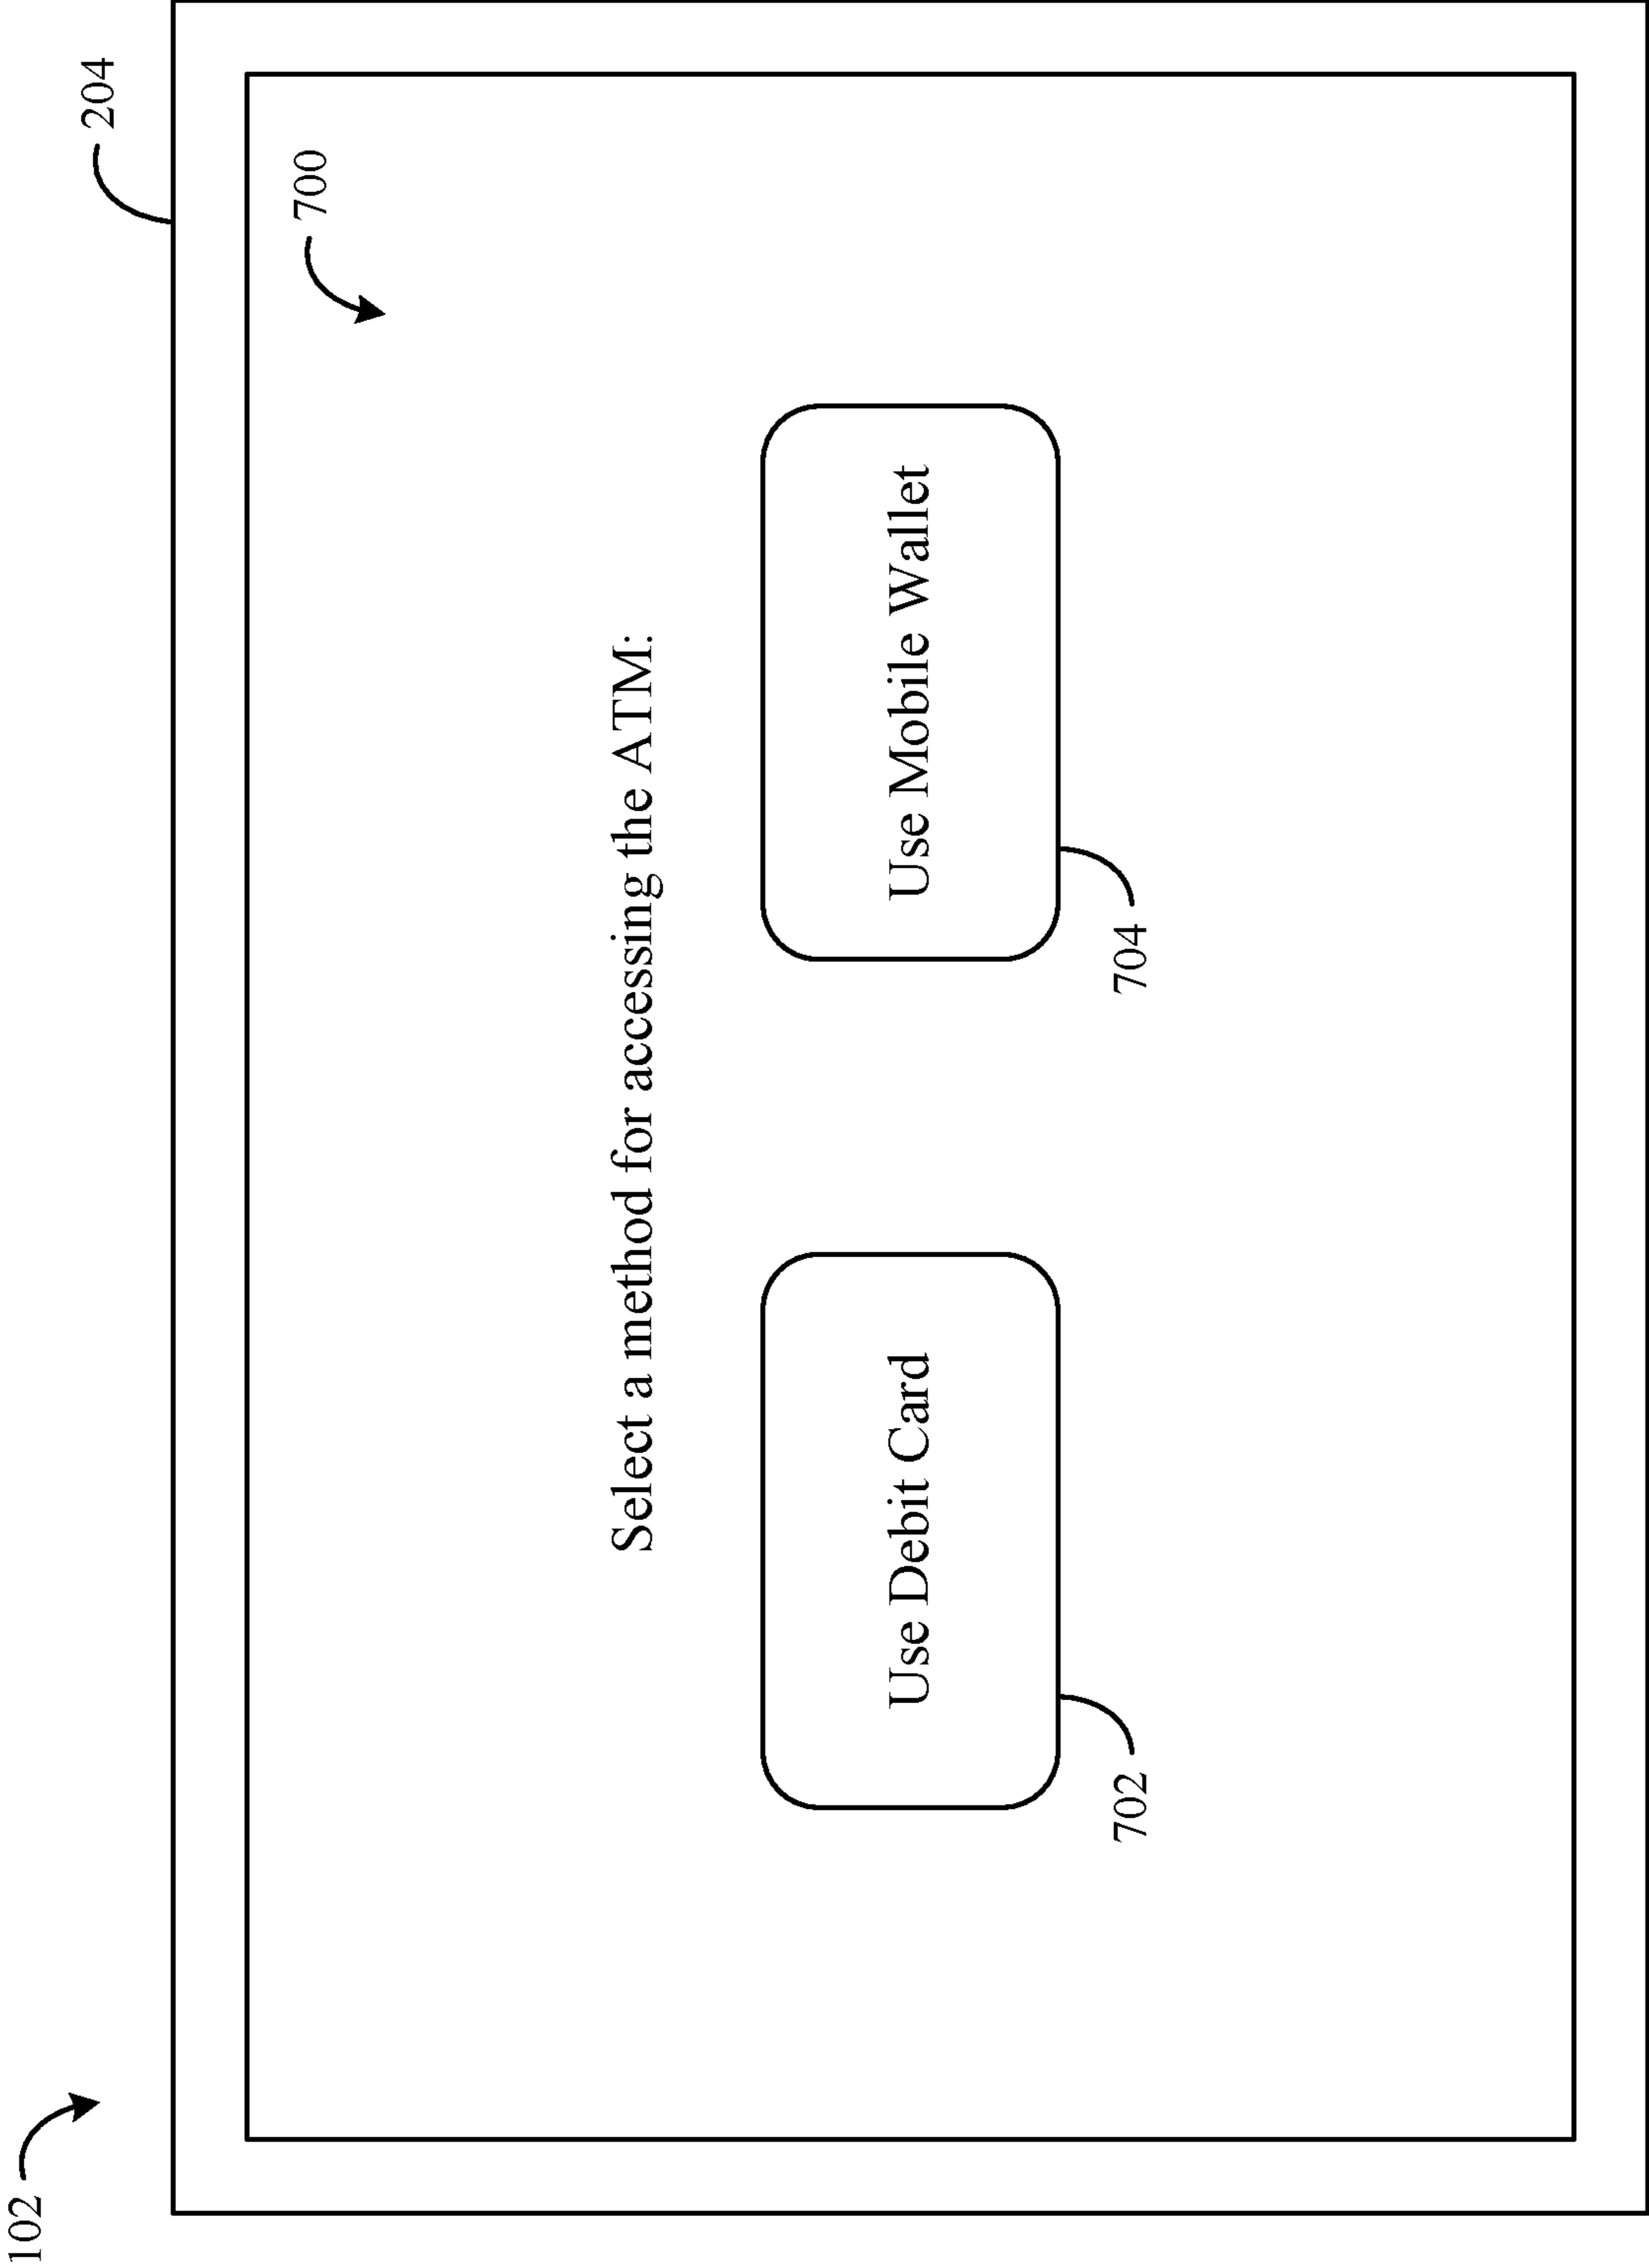 102
204
700
Select a method for accessing the ATM:
Use Debit Card
Use Mobile Wallet
702
704